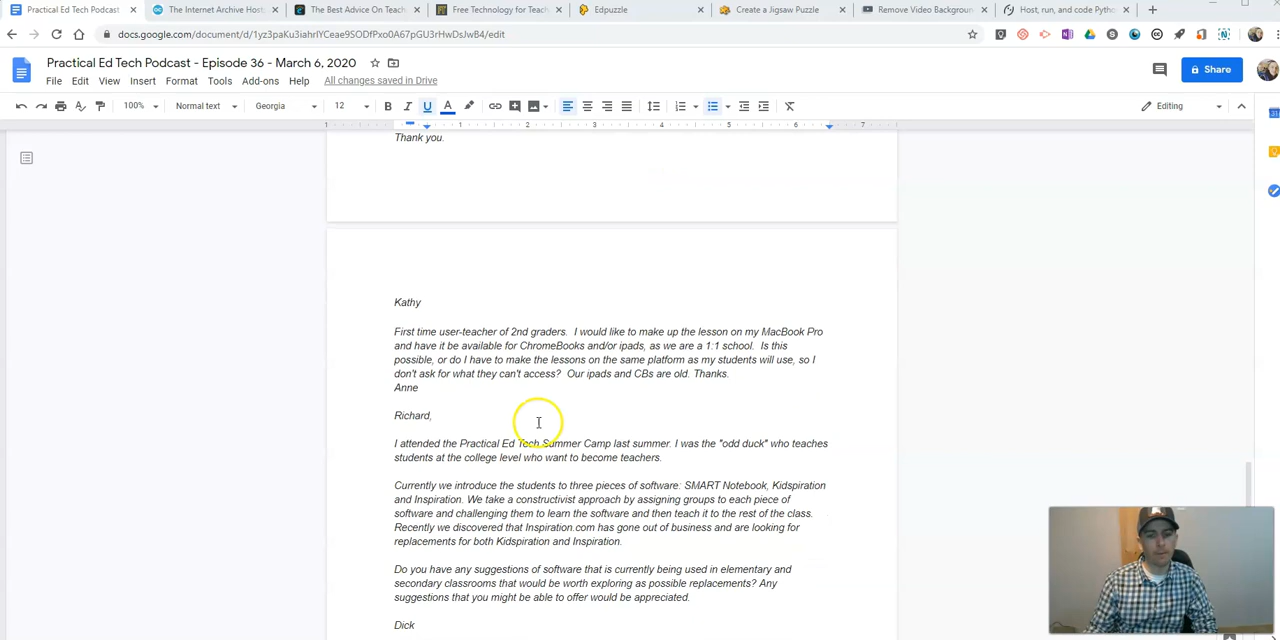 Practical Ed Tech Podcast
The Internet Archive Host
The Best Advice On Teach
Free Technology for Teac
Edpuzzle
Create a Jigsaw Puzzle
Remove Video Background
Host, run, and code Pytho
docs.google.com/document/d/1yz3paKu3iahrIYCeae9SODfPxo0A67pGU3rHwDsJw84/edit
Practical Ed Tech Podcast - Episode 36 - March 6, 2020
Share
File Edit View Insert Format Tools Add-ons Help All changes saved in Drive
100% Normal text Georgia 12 B I U A Editing
1 1 2 3 4 5 6 7
Thank you.
Kathy
First time user-teacher of 2nd graders. I would like to make up the lesson on my MacBook Pro
and have it be available for ChromeBooks and/or ipads, as we are a 1:1 school. Is this
possible, or do I have to make the lessons on the same platform as my students will use, so I
don't ask for what they can't access? Our ipads and CBs are old. Thanks.
Anne
Richard,
I attended the Practical Ed Tech Summer Camp last summer. I was the "odd duck" who teaches
students at the college level who want to become teachers.
Currently we introduce the students to three pieces of software: SMART Notebook, Kidspiration
and Inspiration. We take a constructivist approach by assigning groups to each piece of
software and challenging them to learn the software and then teach it to the rest of the class.
Recently we discovered that Inspiration.com has gone out of business and are looking for
replacements for both Kidspiration and Inspiration.
Do you have any suggestions of software that is currently being used in elementary and
secondary classrooms that would be worth exploring as possible replacements? Any
suggestions that you might be able to offer would be appreciated.
Dick